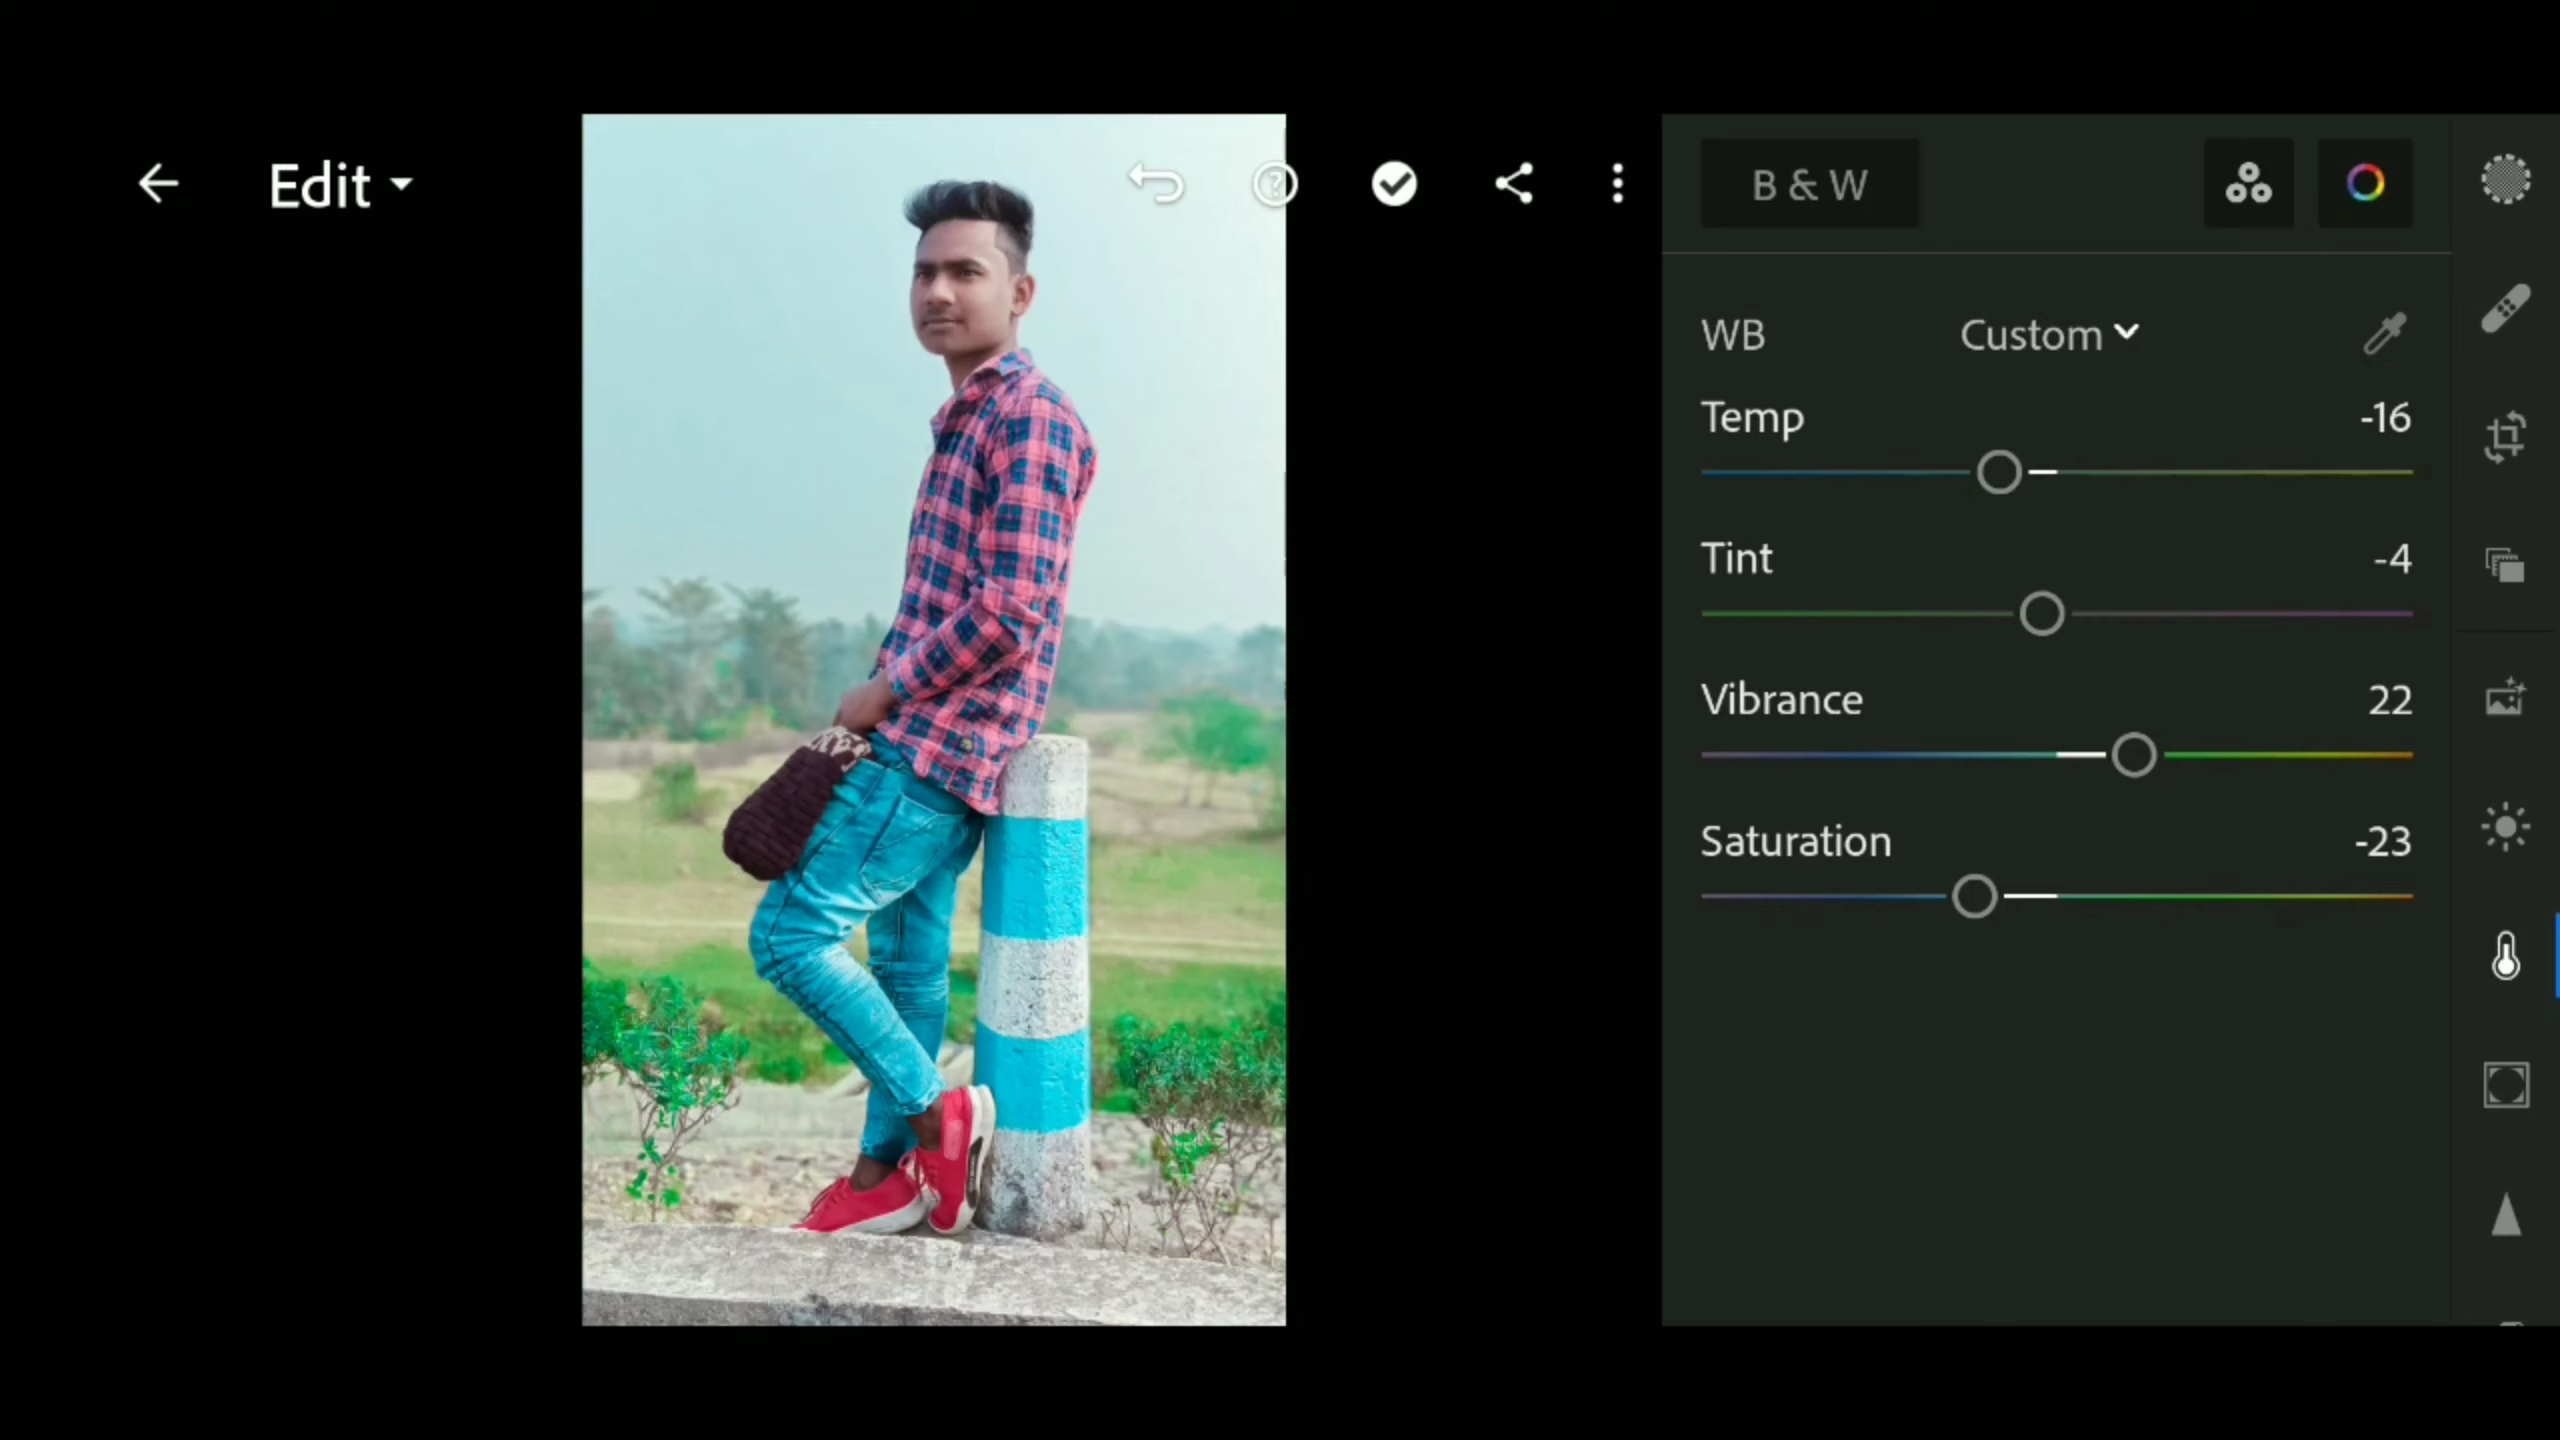 Edit
B & W
WB Custom
Temp -16
Tint -4
Vibrance 22
Saturation -23